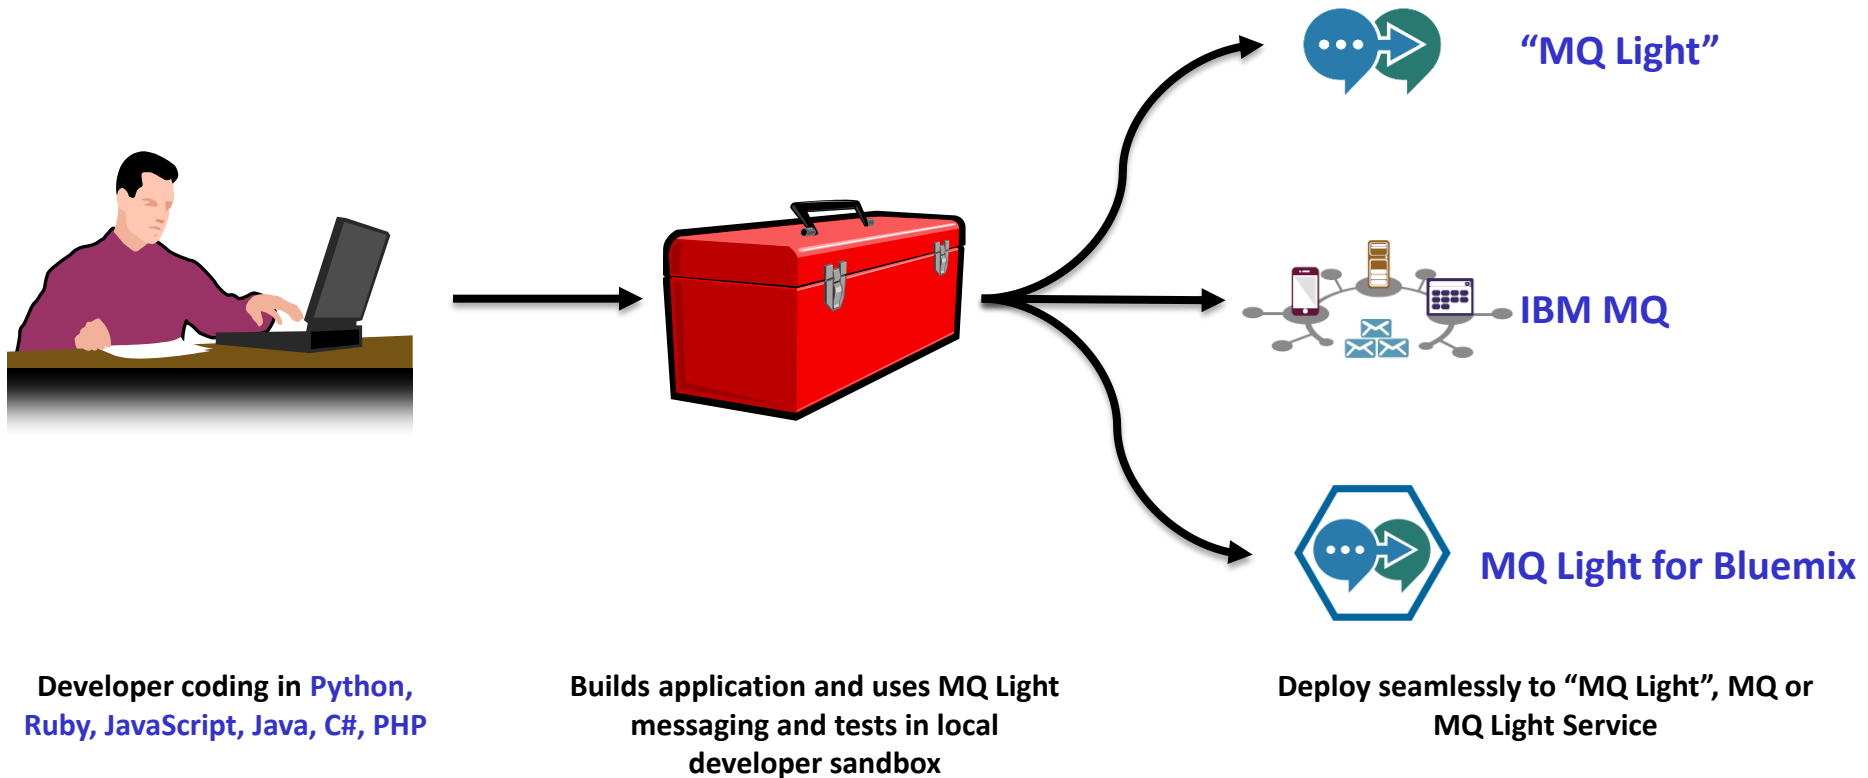 “MQ Light”
IBM MQ
MQ Light for Bluemix
Developer coding in Python,
Ruby, JavaScript, Java, C#, PHP
Builds application and uses MQ Light
messaging and tests in local
developer sandbox
Deploy seamlessly to “MQ Light”, MQ or
MQ Light Service